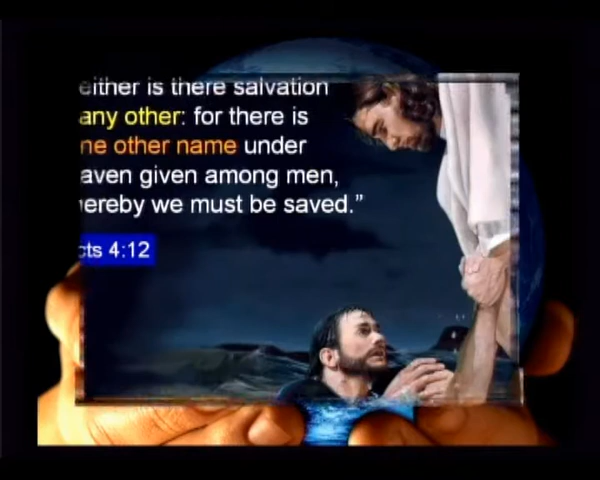 either is there salvation
any other: for there is
ne other name under
aven given among men,
hereby we must be saved.”
cts 4:12